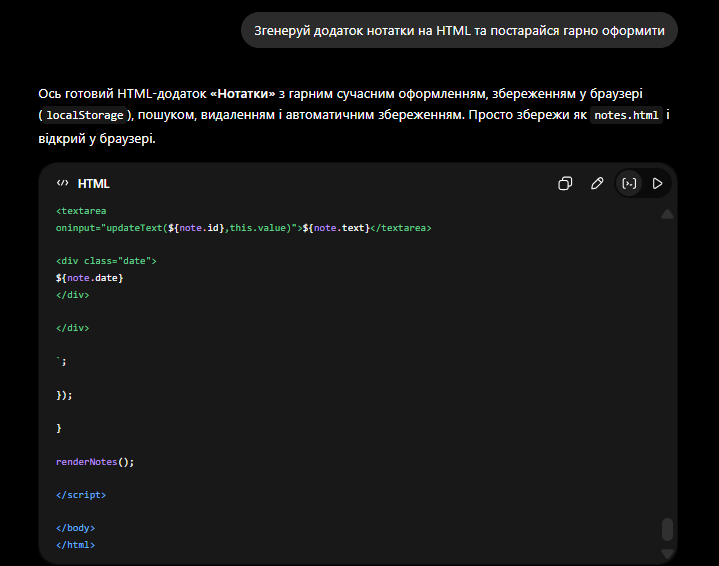 Згенеруй додаток нотатки на HTML та постарайся гарно оформити
Ось готовий HTML-додаток «Нотатки» з гарним сучасним оформленням, збереженням у браузері
(localStorage), пошуком, видаленням і автоматичним збереженням. Просто збережи як notes.html і
відкрий у браузері.
</> HTML
<textarea
oninput="updateText(${note.id},this.value)">${note.text}</textarea>
<div class="date">
${note.date}
</div>
</div>
`;
});
}
renderNotes();
</script>
</body>
</html>